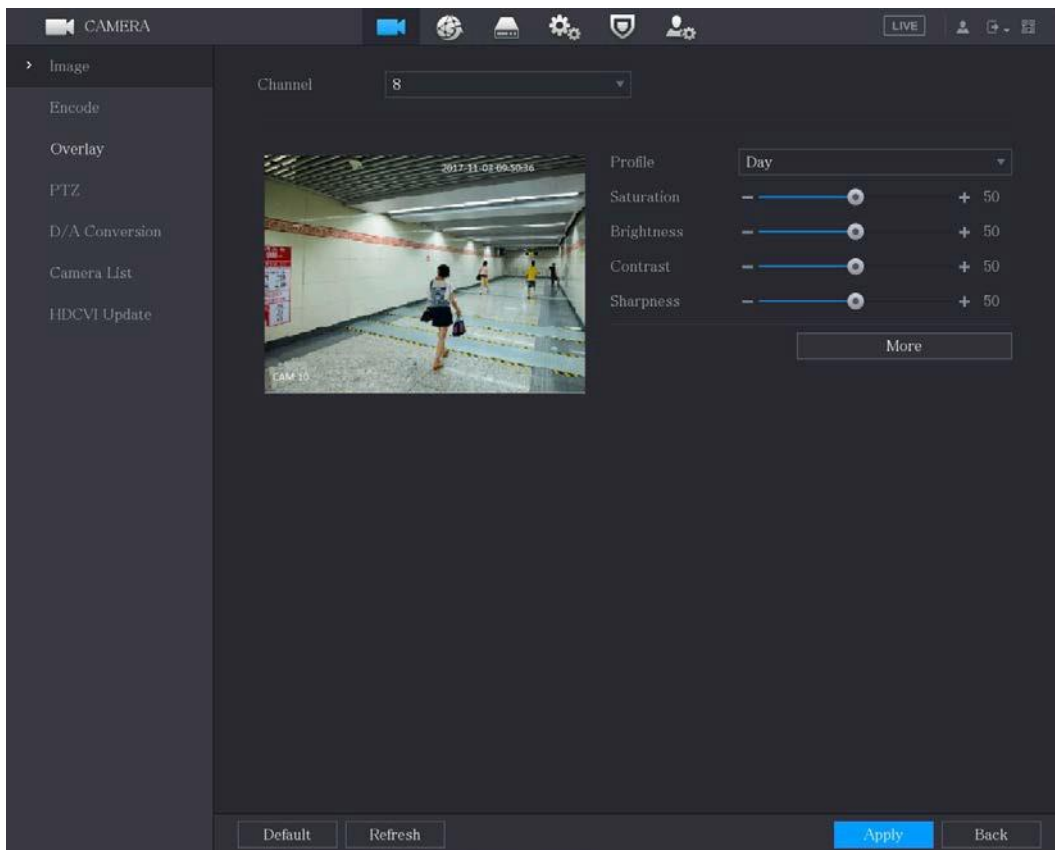 CAMERA
LIVE
Image
Encode
Overlay
PTZ
D/A Conversion
Camera List
HDCVI Update
Channel 8
2017-11-03 09:50:36
CAM 10
Profile Day
Saturation 50
Brightness 50
Contrast 50
Sharpness 50
More
Default Refresh Apply Back